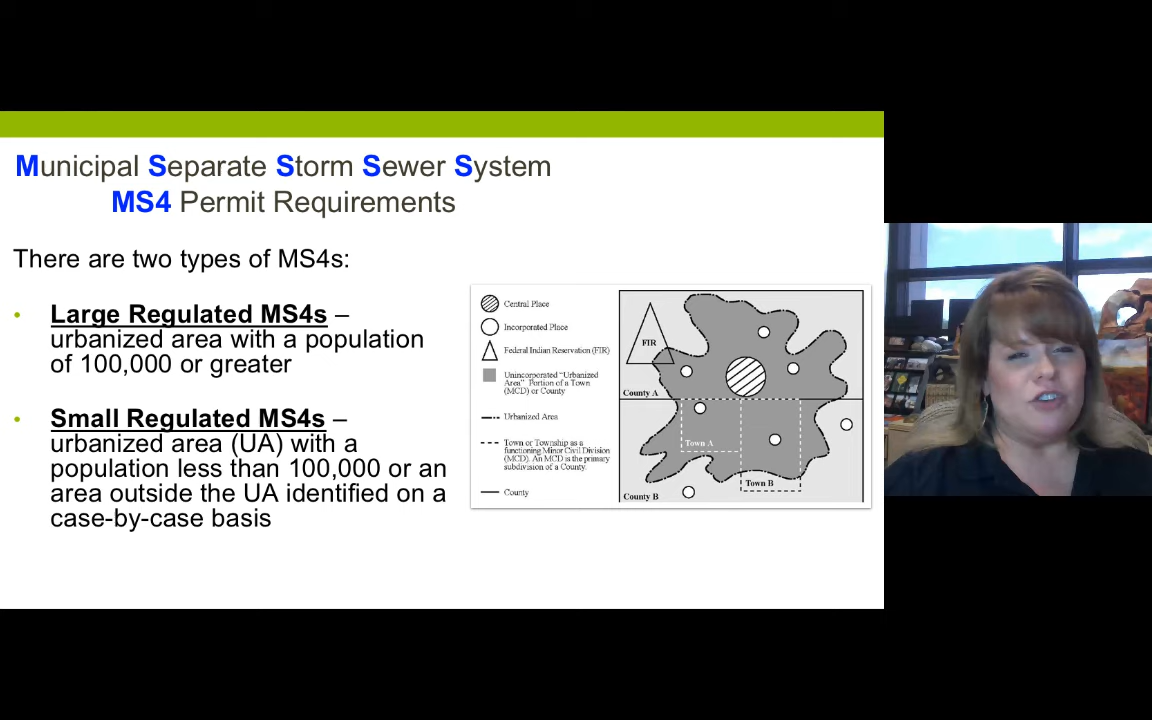 Municipal Separate Storm Sewer System
MS4 Permit Requirements
There are two types of MS4s:
• Large Regulated MS4s –
urbanized area with a population
of 100,000 or greater
• Small Regulated MS4s –
urbanized area (UA) with a
population less than 100,000 or an
area outside the UA identified on a
case-by-case basis
Central Place
Incorporated Place
Federal Indian Reservation (FIR)
Unincorporated "Urbanized
Area" Portion of a Town
(MCD) or County
Urbanized Area
Town or Township as a
functioning Minor Civil Division
(MCD). An MCD is the primary
subdivision of a County.
County
FIR
County A
Town A
Town B
County B